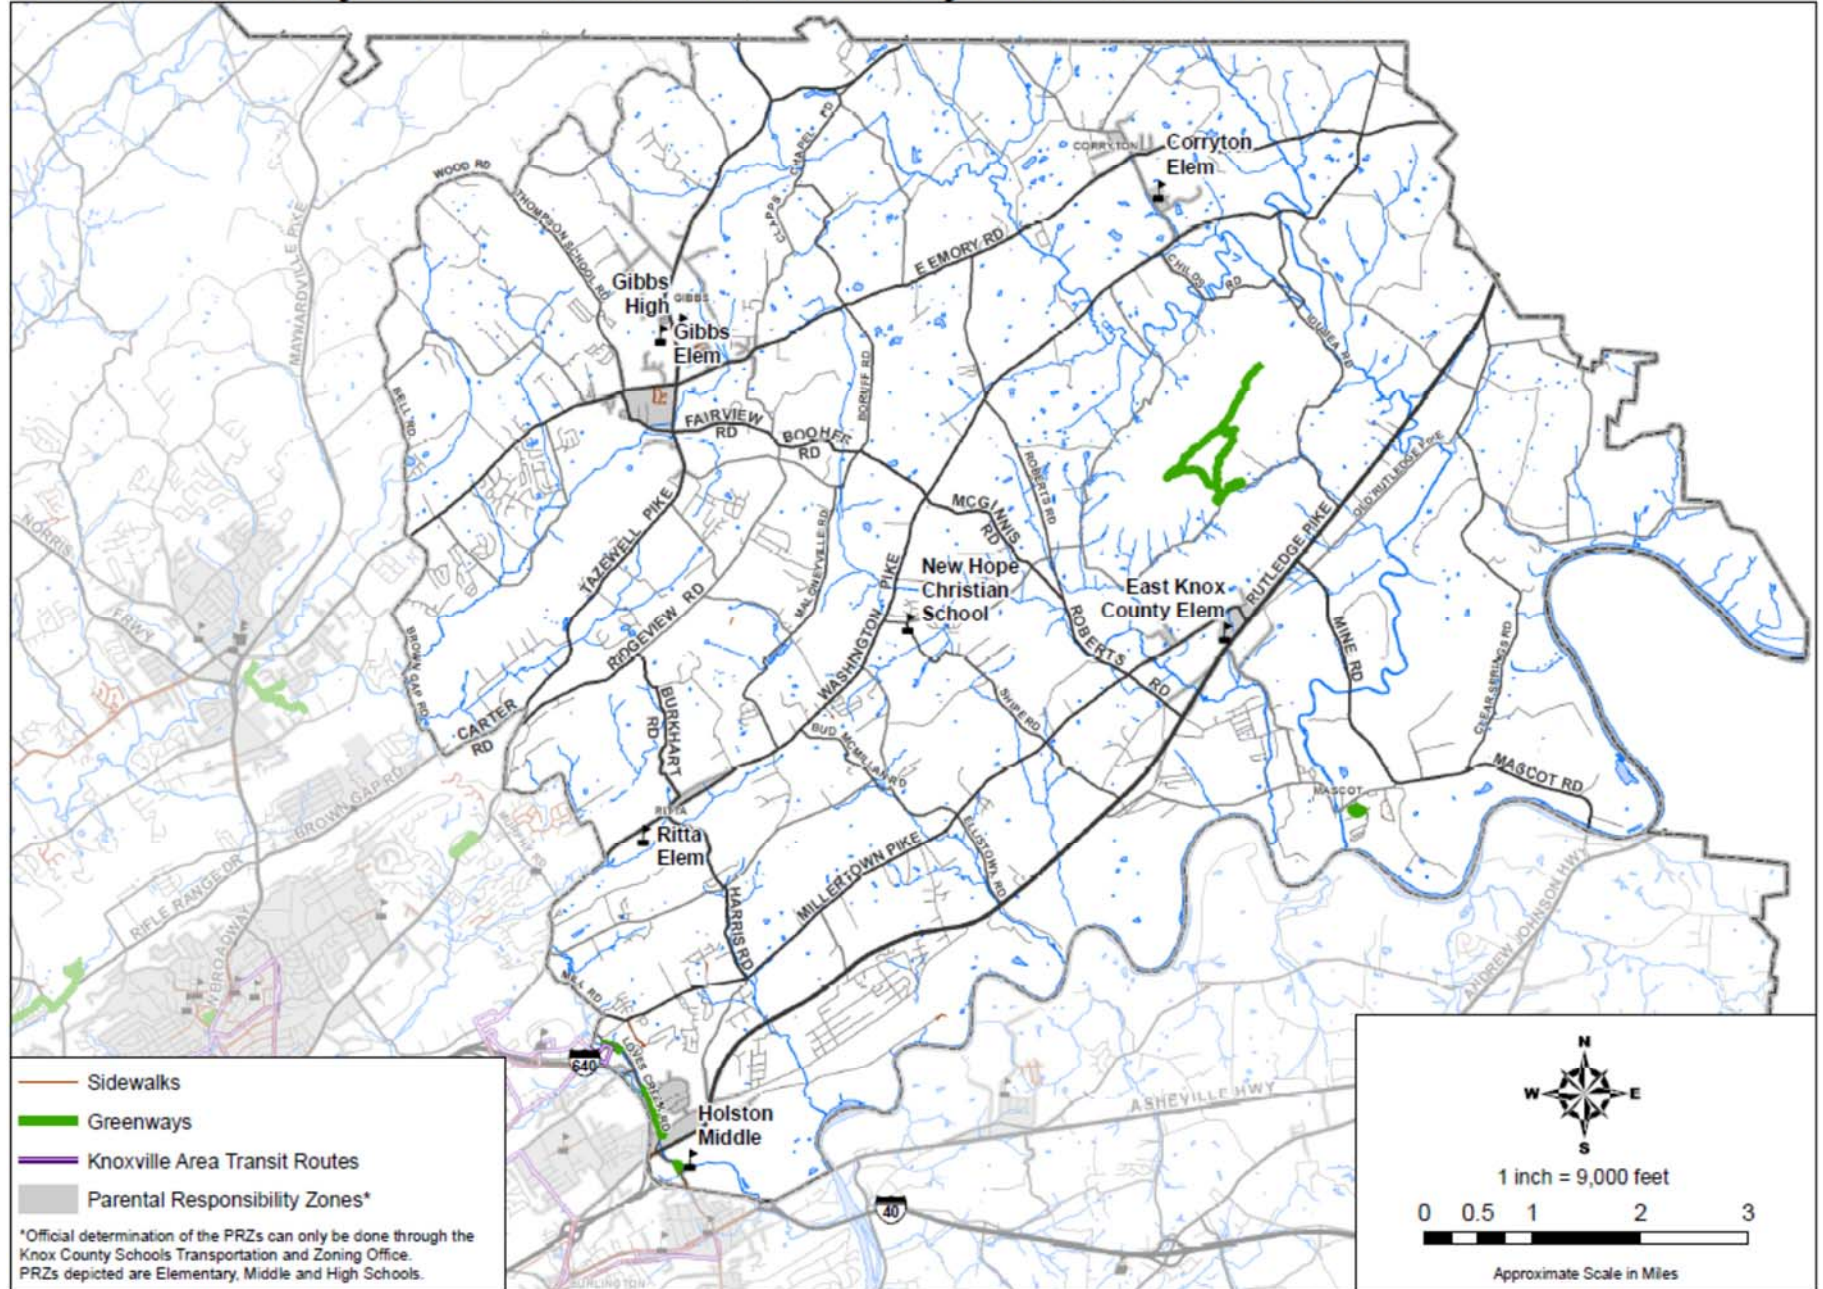 CORRYTON
Corryton
Elem
WOOD RD
CHAPEL RD
CLAPPS
THOMPSON SCHOOL RD
MAYNARDVILLE PIKE
E EMORY RD
CHILDS RD
Gibbs
High
GIBBS
Gibbs
Elem
IDUMEA RD
BELL RD
BORUFF RD
FAIRVIEW
RD
BOOHER
RD
ROBERTS RD
OLD RUTLEDGE PIKE
NORRIS
FRWY
TAZEWELL PIKE
MCGINNIS
RD
RUTLEDGE PIKE
MALONEYVILLE RD
WASHINGTON PIKE
New Hope
Christian
School
East Knox
County Elem
RIDGEVIEW RD
ROBERTS
RD
MINE RD
CLEAR SPRINGS RD
BROWN GAP RD
CARTER
RD
BURKHART
RD
SHIPE RD
BUD MCMILLAN RD
MASCOT RD
MASCOT
BROWN GAP RD
MURPHY RD
RITTA
Ritta
Elem
MILLERTOWN PIKE
ELLISTOWN RD
RIFLE RANGE DR
HARRIS RD
N BROADWAY
ANDREW JOHNSON HWY
MILL RD
640
LOVES CREEK RD
Holston
Middle
ASHEVILLE HWY
40
BURLINGTON
Sidewalks
Greenways
Knoxville Area Transit Routes
Parental Responsibility Zones*
*Official determination of the PRZs can only be done through the
Knox County Schools Transportation and Zoning Office.
PRZs depicted are Elementary, Middle and High Schools.
N
W E
S
1 inch = 9,000 feet
0 0.5 1 2 3
Approximate Scale in Miles